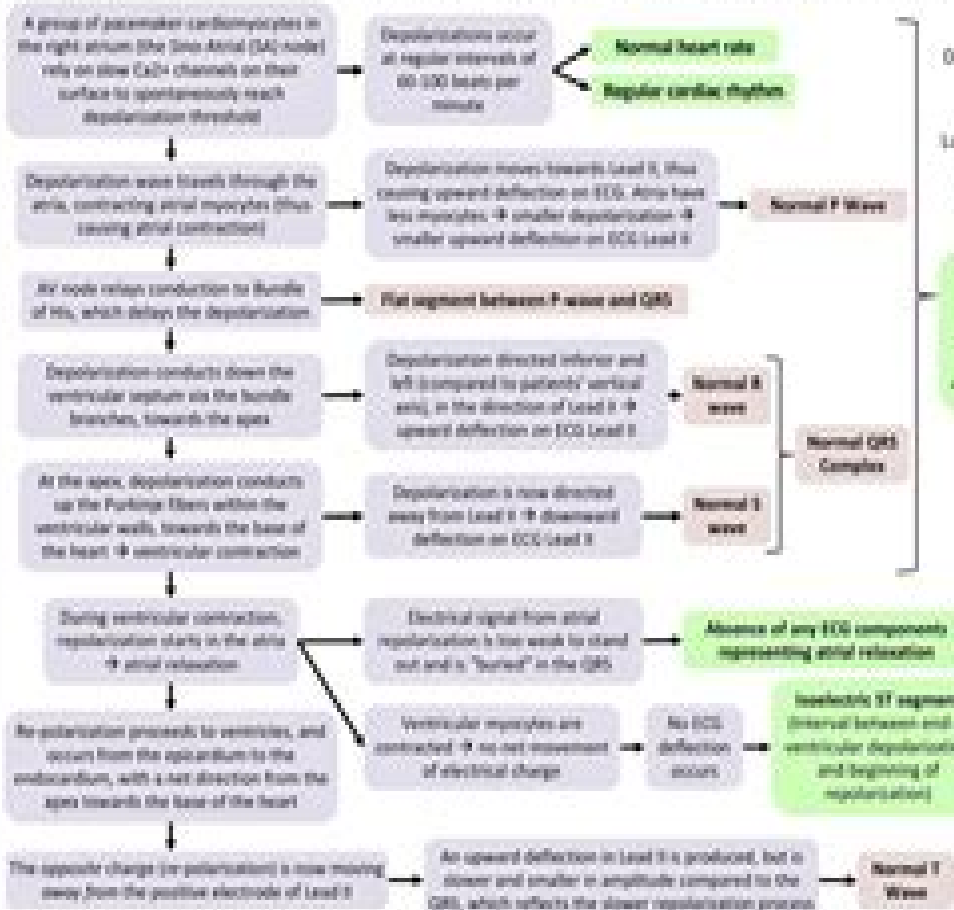 A group of pacemaker cardiomyocytes in
the right atrium (the Sino Atrial (SA) node)
rely on slow Ca2+ channels on their
surface to spontaneously reach
depolarization threshold
Depolarizations occur
at regular intervals of
60-100 beats per
minute
Normal heart rate
Regular cardiac rhythm
Depolarization wave travels through the
atria, contracting atrial myocytes (thus
causing atrial contraction)
Depolarization moves towards Lead II, thus
causing upward deflection on ECG. Atria have
less myocytes → smaller depolarization →
smaller upward deflection on ECG Lead II
Normal P Wave
AV node relays conduction to Bundle
of His, which delays the depolarization
Flat segment between P wave and QRS
Depolarization conducts down the
ventricular septum via the bundle
branches, towards the apex
Depolarization directed inferior and
left (compared to patients' vertical
axis), in the direction of Lead II →
upward deflection on ECG Lead II
Normal R
wave
Normal QRS
Complex
At the apex, depolarization conducts
up the Purkinje fibers within the
ventricular walls, towards the base of
the heart → ventricular contraction
Depolarization is now directed
away from Lead II → downward
deflection on ECG Lead II
Normal S
wave
During ventricular contraction,
repolarization starts in the atria
→ atrial relaxation
Electrical signal from atrial
repolarization is too weak to stand
out and is "buried" in the QRS
Absence of any ECG components
representing atrial relaxation
Ventricular myocytes are
contracted → no net movement
of electrical charge
No ECG
deflection
occurs
Isoelectric ST segment
(interval between end
ventricular depolarizatio
and beginning of
repolarization)
Re-polarization proceeds to ventricles, and
occurs from the epicardium to the
endocardium, with a net direction from the
apex towards the base of the heart
The opposite charge (re-polarization) is now moving
away from the positive electrode of Lead II
An upward deflection in Lead II is produced, but is
slower and smaller in amplitude compared to the
QRS, which reflects the slower repolarization process
Normal T
Wave